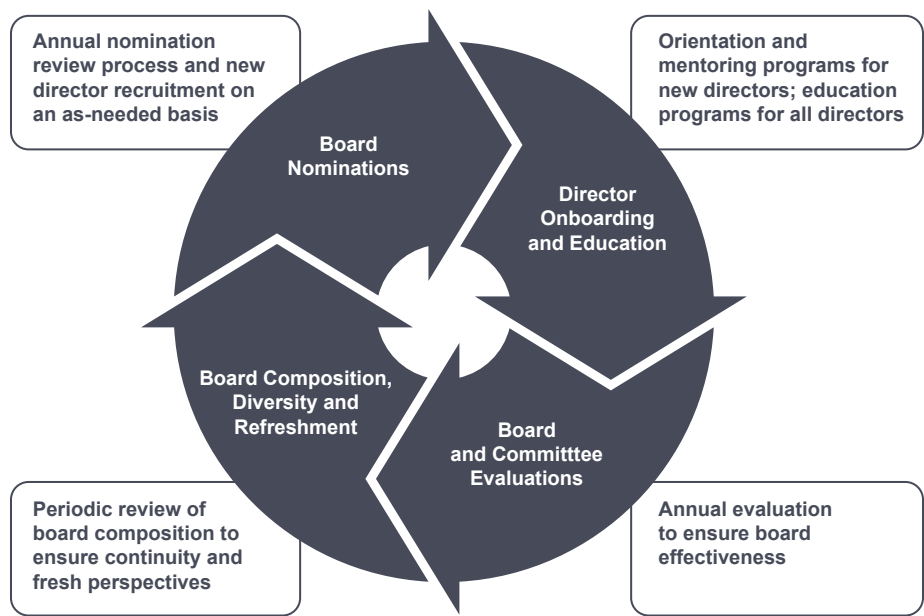 Annual nomination
review process and new
director recruitment on
an as-needed basis
Orientation and
mentoring programs for
new directors; education
programs for all directors
Board
Nominations
Director
Onboarding
and Education
Board Composition,
Diversity and
Refreshment
Board
and Committtee
Evaluations
Periodic review of
board composition to
ensure continuity and
fresh perspectives
Annual evaluation
to ensure board
effectiveness